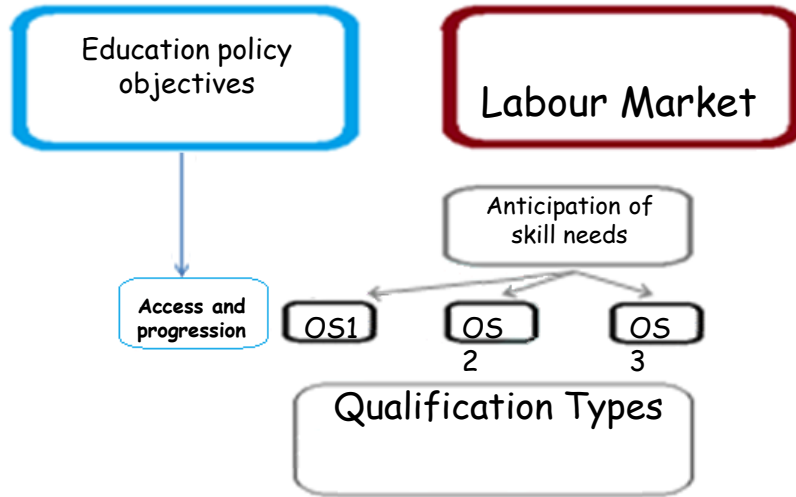 Education policy
objectives
Labour Market
Anticipation of
skill needs
Access and
progression
OS1
OS
2
OS
3
Qualification Types